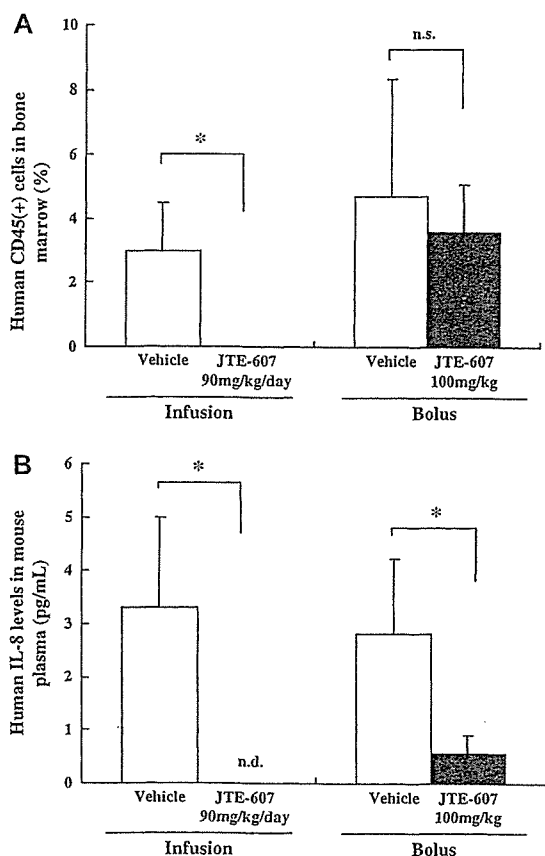 A
10
8
6
4
2
0
Human CD45(+) cells in bone
marrow (%)
*
n.s.
Vehicle
JTE-607
90mg/kg/day
Vehicle
JTE-607
100mg/kg
Infusion
Bolus
B
6
5
4
3
2
1
0
Human IL-8 levels in mouse
plasma (pg/mL)
*
*
n.d.
Vehicle
JTE-607
90mg/kg/day
Vehicle
JTE-607
100mg/kg
Infusion
Bolus